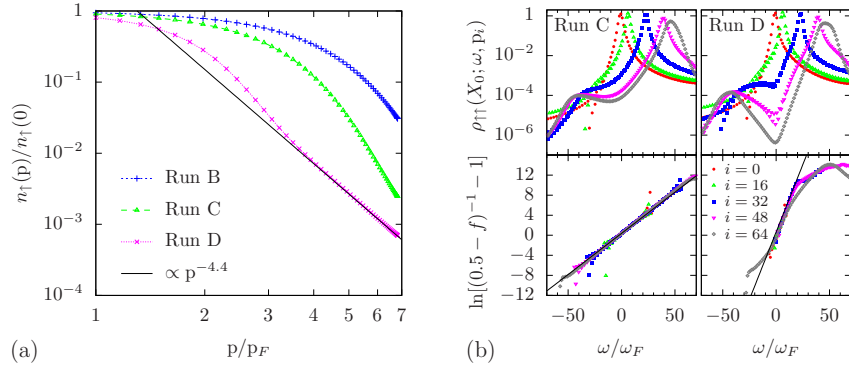 1
10⁻¹
10⁻²
10⁻³
10⁻⁴
n↑(p)/n↑(0)
Run B
Run C
Run D
∝ p⁻⁴·⁴
1 2 3 4 5 6 7
p/p_F
(a)
Run C Run D
1
10⁻²
10⁻⁴
10⁻⁶
ρ↑↑(X₀; ω, pᵢ)
12
8
4
0
-4
-8
-12
ln[(0.5 − f)⁻¹ − 1]
i = 0
i = 16
i = 32
i = 48
i = 64
−50 0 50 −50 0 50
ω/ω_F ω/ω_F
(b)